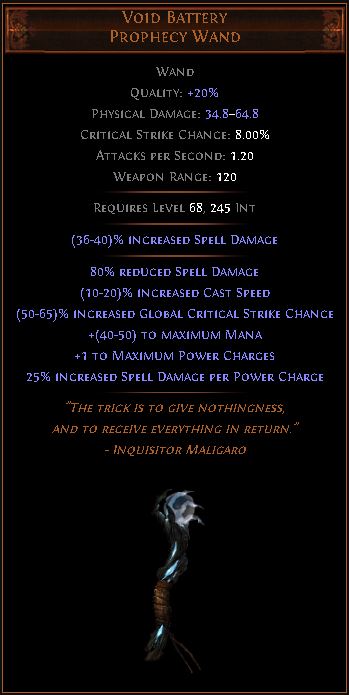 Void Battery
Prophecy Wand
Wand
Quality: +20%
Physical Damage: 34.8–64.8
Critical Strike Chance: 8.00%
Attacks per Second: 1.20
Weapon Range: 120
Requires Level 68, 245 Int
(36-40)% increased Spell Damage
80% reduced Spell Damage
(10-20)% increased Cast Speed
(50-65)% increased Global Critical Strike Chance
+(40-50) to maximum Mana
+1 to Maximum Power Charges
25% increased Spell Damage per Power Charge
"The trick is to give nothingness,
and to receive everything in return."
- Inquisitor Maligaro